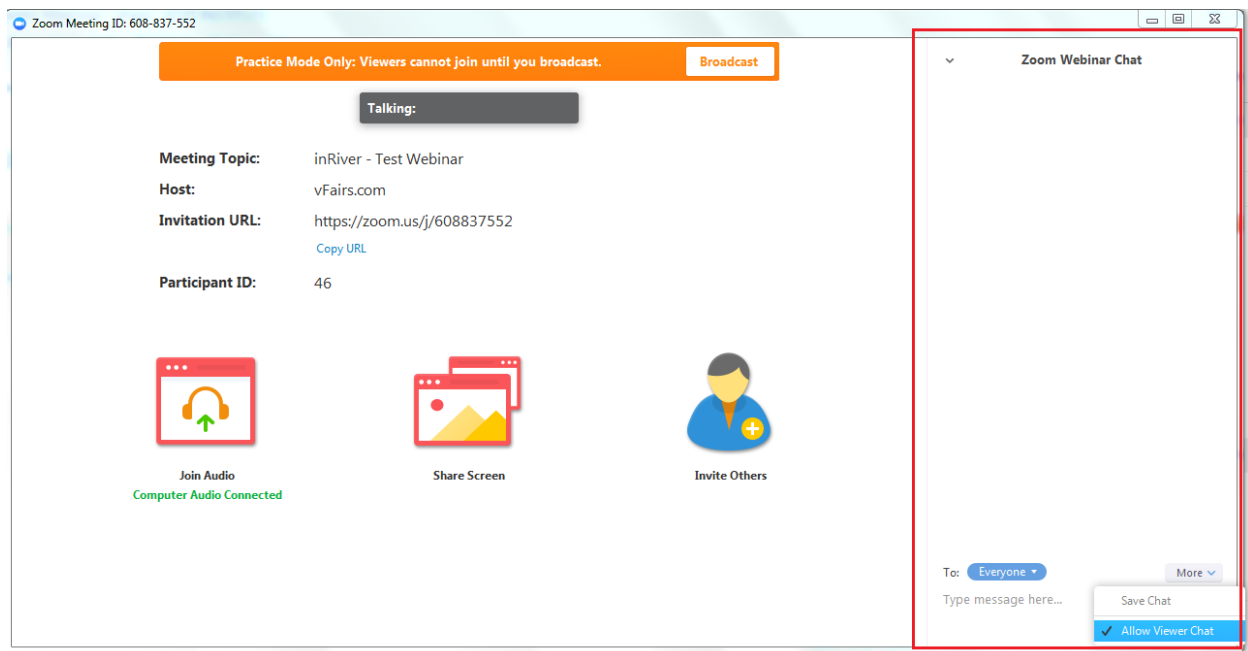 Zoom Meeting ID: 608-837-552
Practice Mode Only: Viewers cannot join until you broadcast. Broadcast
Talking:
Meeting Topic: inRiver - Test Webinar
Host: vFairs.com
Invitation URL: https://zoom.us/j/608837552
Copy URL
Participant ID: 46
Join Audio
Computer Audio Connected
Share Screen
Invite Others
Zoom Webinar Chat
To: Everyone More
Type message here...
Save Chat
Allow Viewer Chat